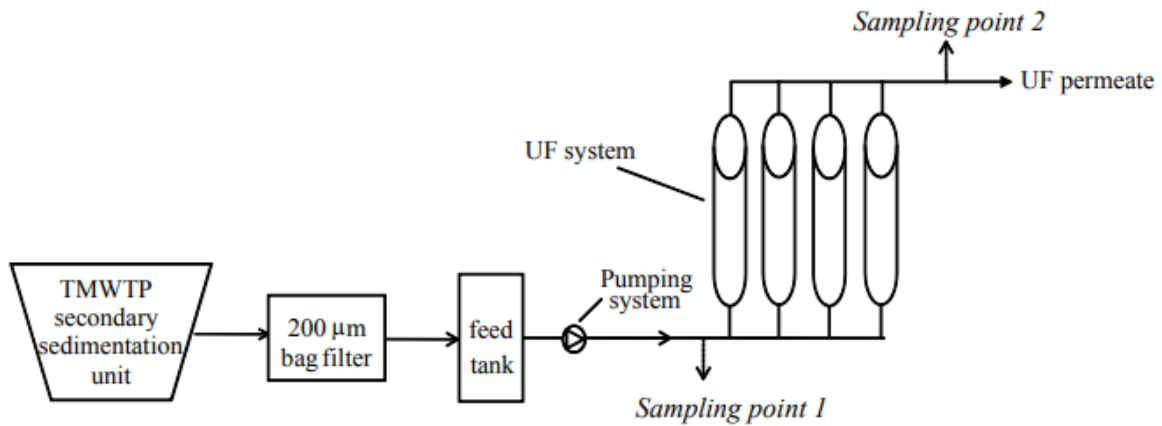 Sampling point 2
UF permeate
UF system
TMWTP
secondary
sedimentation
unit
200 µm
bag filter
feed
tank
Pumping
system
Sampling point 1